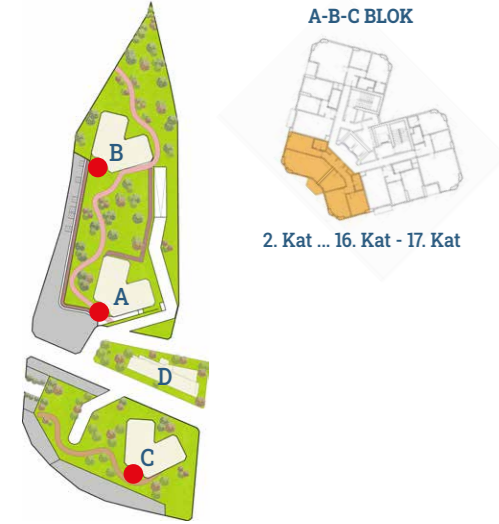 A-B-C BLOK
B
2. Kat ... 16. Kat - 17. Kat
A
D
C